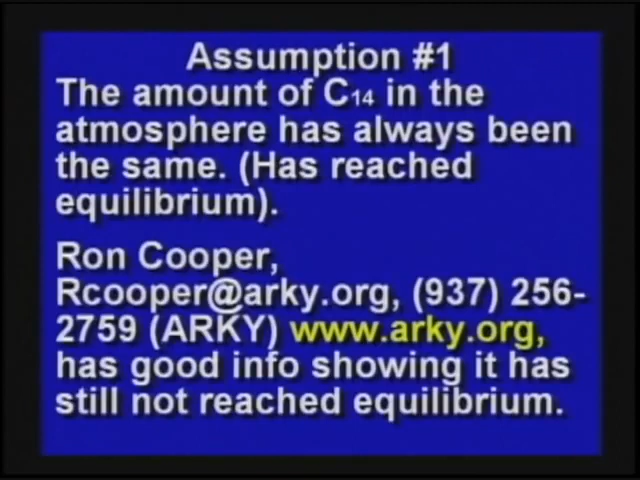 Assumption #1
The amount of C14 in the
atmosphere has always been
the same. (Has reached
equilibrium).
Ron Cooper,
Rcooper@arky.org, (937) 256-
2759 (ARKY) www.arky.org,
has good info showing it has
still not reached equilibrium.